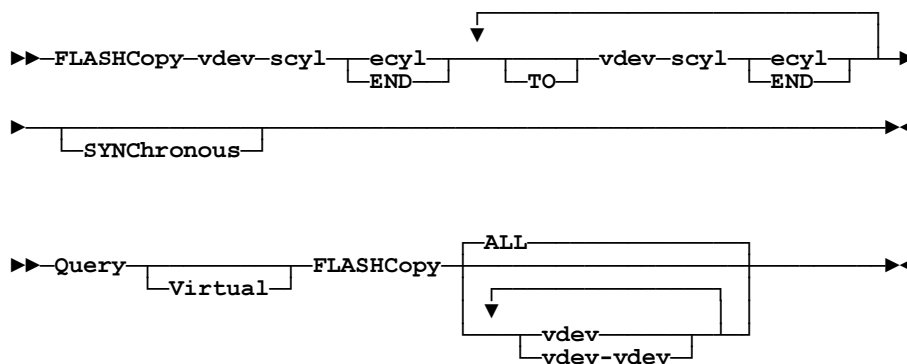 FLASHCopy vdev scyl ecyl vdev scyl ecyl
END TO END
SYNChronous
ALL
Query FLASHCopy
Virtual
vdev
vdev-vdev